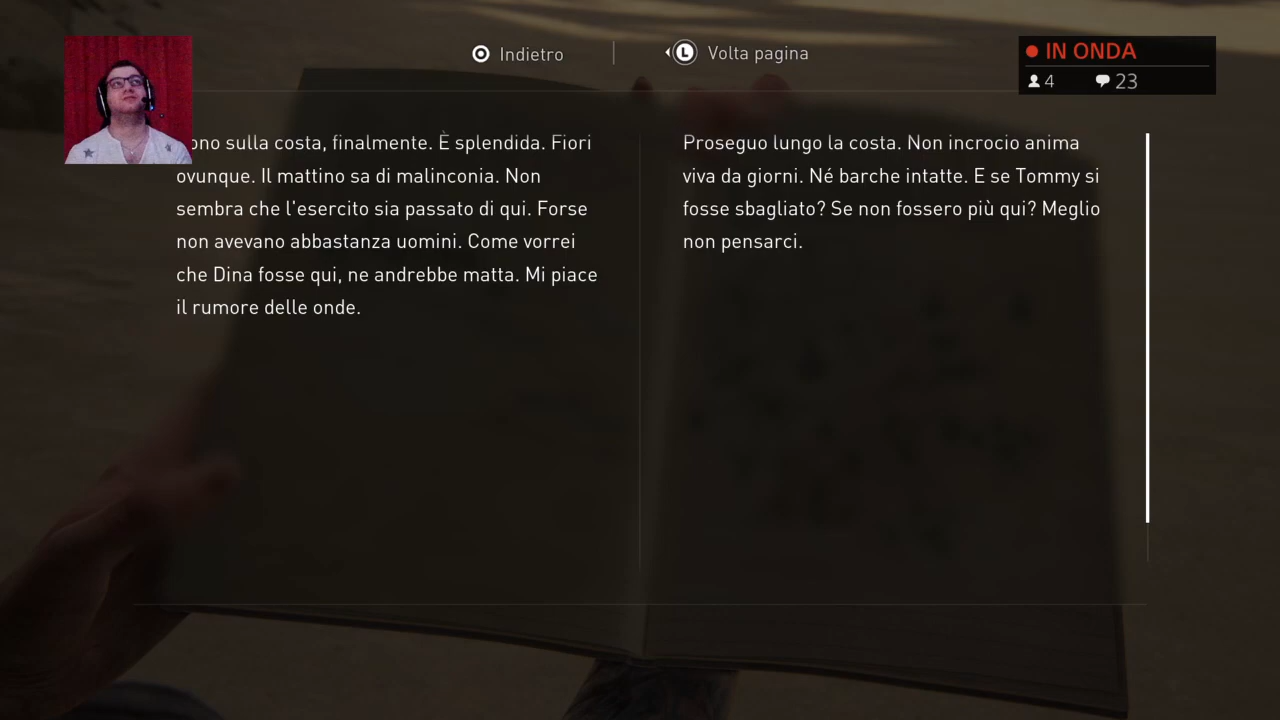 Indietro
Volta pagina
IN ONDA
4
23
ono sulla costa, finalmente. È splendida. Fiori
ovunque. Il mattino sa di malinconia. Non
sembra che l'esercito sia passato di qui. Forse
non avevano abbastanza uomini. Come vorrei
che Dina fosse qui, ne andrebbe matta. Mi piace
il rumore delle onde.
Proseguo lungo la costa. Non incrocio anima
viva da giorni. Né barche intatte. E se Tommy si
fosse sbagliato? Se non fossero più qui? Meglio
non pensarci.